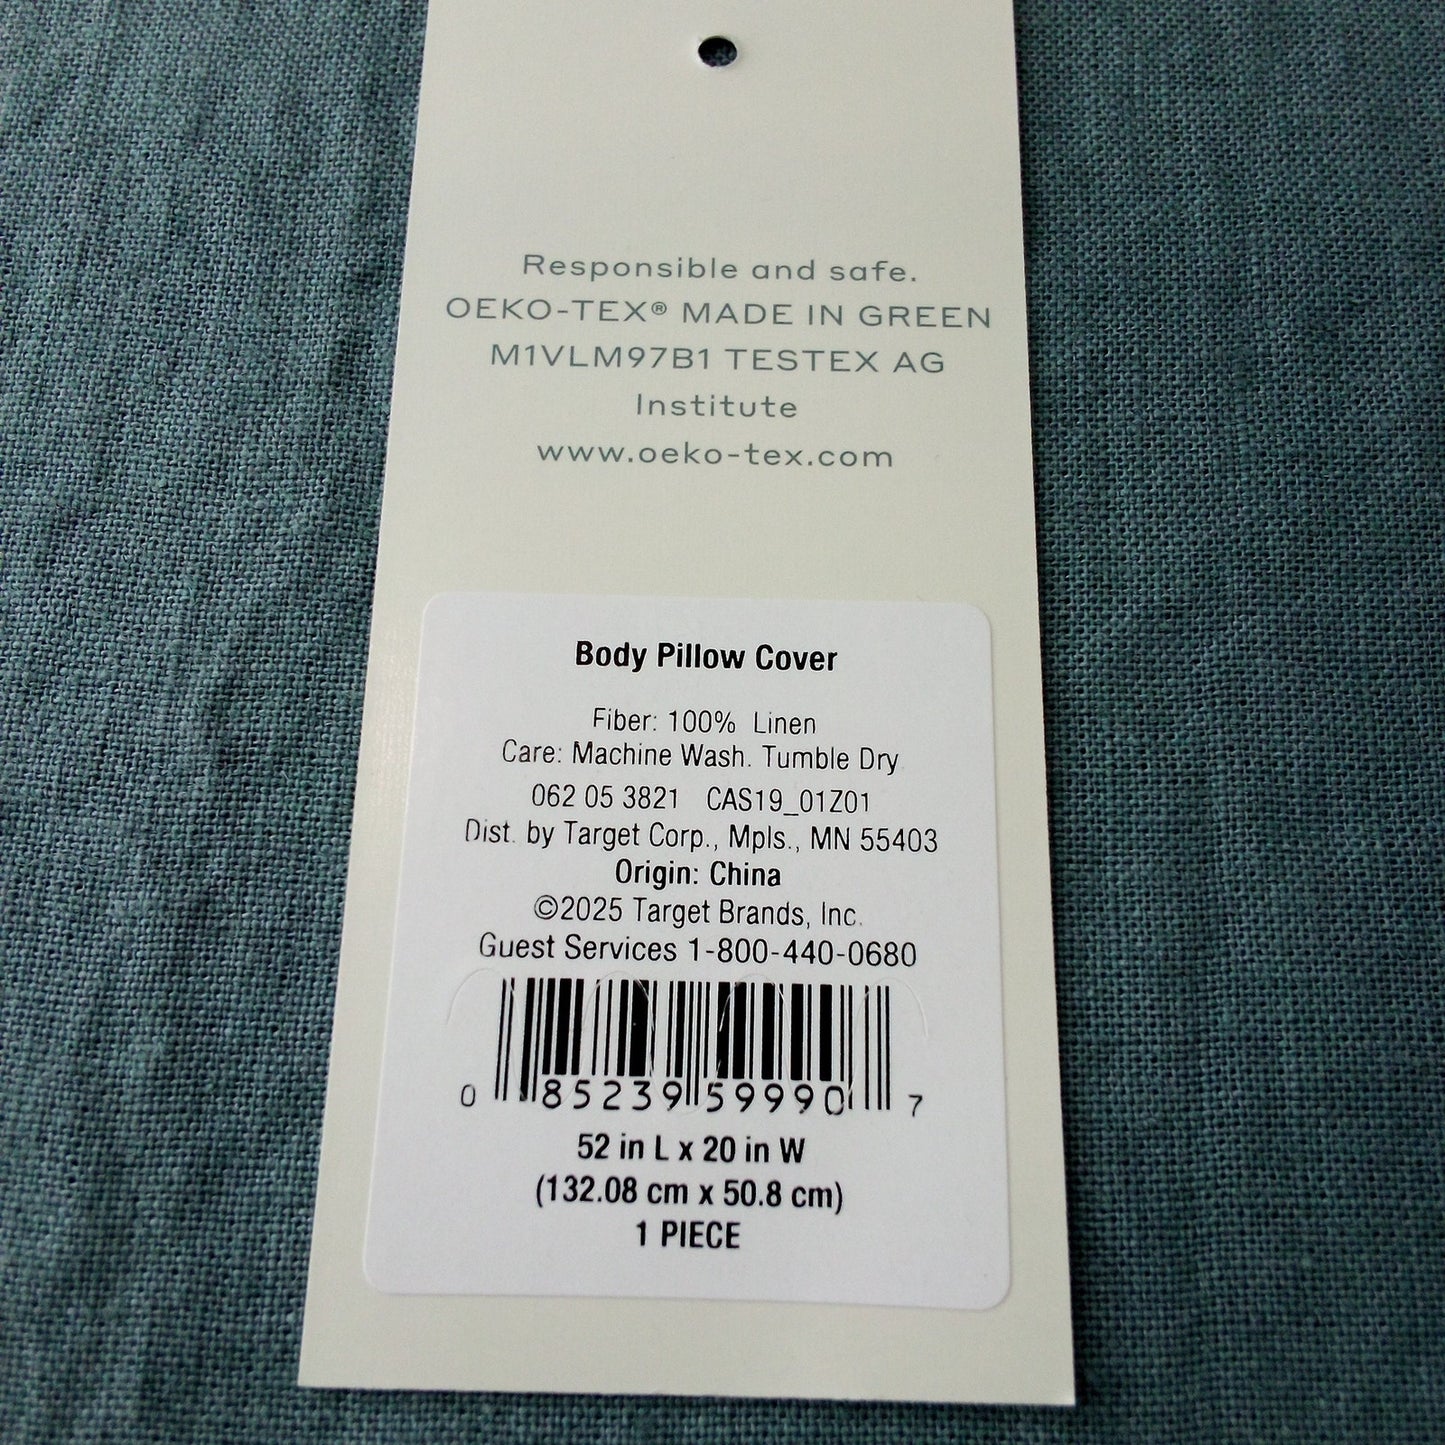 Responsible and safe.
OEKO-TEX® MADE IN GREEN
M1VLM97B1 TESTEX AG
Institute
www.oeko-tex.com
Body Pillow Cover
Fiber: 100% Linen
Care: Machine Wash. Tumble Dry
062 05 3821 CAS19_01Z01
Dist. by Target Corp., Mpls., MN 55403
Origin: China
©2025 Target Brands, Inc.
Guest Services 1-800-440-0680
0 85239 59990 7
52 in L x 20 in W
(132.08 cm x 50.8 cm)
1 PIECE